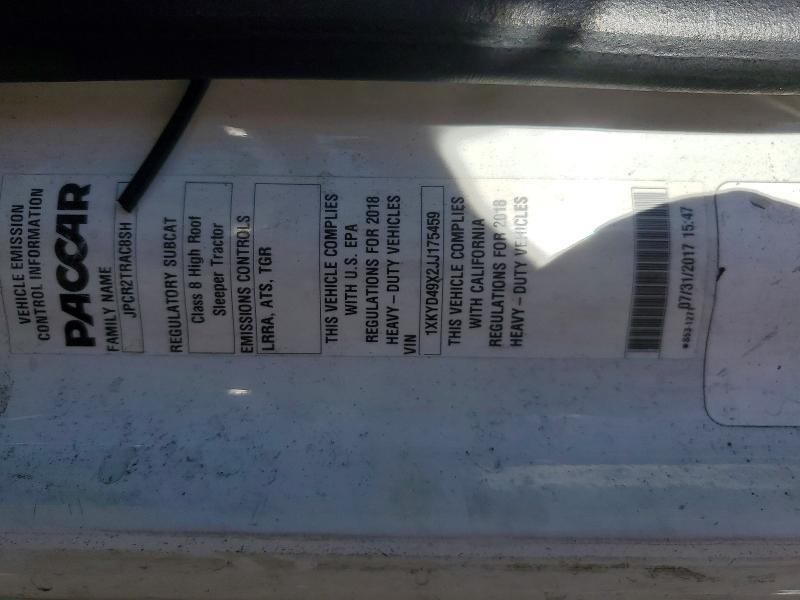 VEHICLE EMISSION
CONTROL INFORMATION
PACCAR
FAMILY NAME
JPCR2TRAC8SH
REGULATORY SUBCAT
Class 8 High Roof
Sleeper Tractor
EMISSIONS CONTROLS
LRRA, ATS, TGR
THIS VEHICLE COMPLIES
WITH U.S. EPA
REGULATIONS FOR 2018
HEAVY – DUTY VEHICLES
VIN
1XKYD49X2JJ175459
THIS VEHICLE COMPLIES
WITH CALIFORNIA
REGULATIONS FOR 2018
HEAVY – DUTY VEHICLES
07/31/2017 15:47